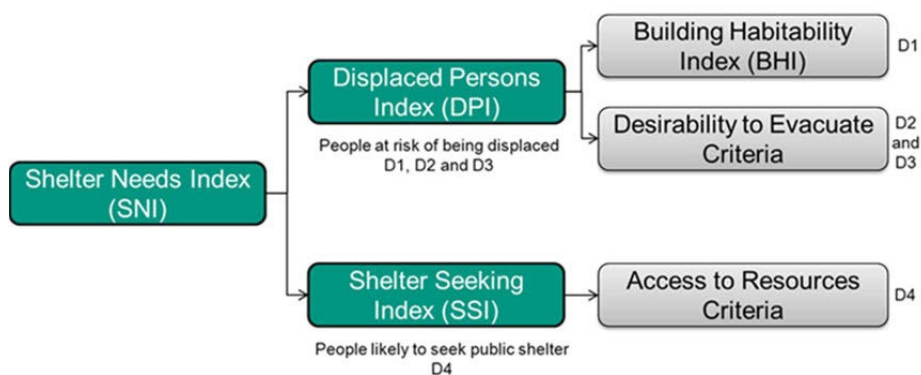 Shelter Needs Index
(SNI)
Displaced Persons
Index (DPI)
People at risk of being displaced
D1, D2 and D3
Building Habitability
Index (BHI)
D1
Desirability to Evacuate
Criteria
D2
and
D3
Shelter Seeking
Index (SSI)
People likely to seek public shelter
D4
Access to Resources
Criteria
D4